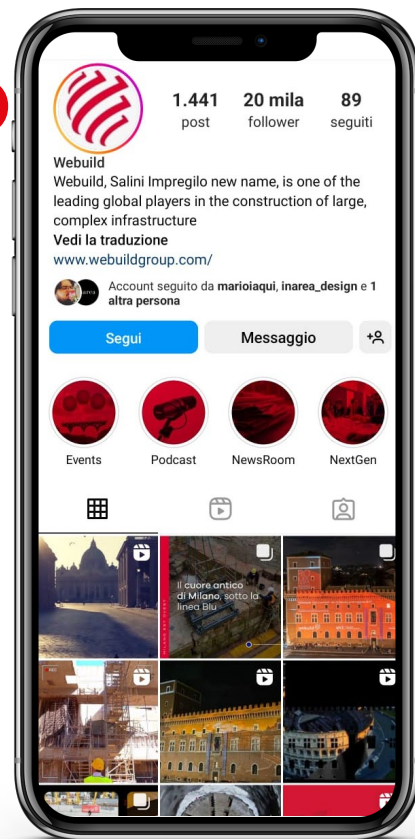 1.441 20 mila 89
post follower seguiti
Webuild
Webuild, Salini Impregilo new name, is one of the
leading global players in the construction of large,
complex infrastructure
Vedi la traduzione
www.webuildgroup.com/
Account seguito da marioiaqui, inarea_design e 1
altra persona
Segui Messaggio
Events Podcast NewsRoom NextGen
Il cuore antico
di Milano, sotto la
linea Blu